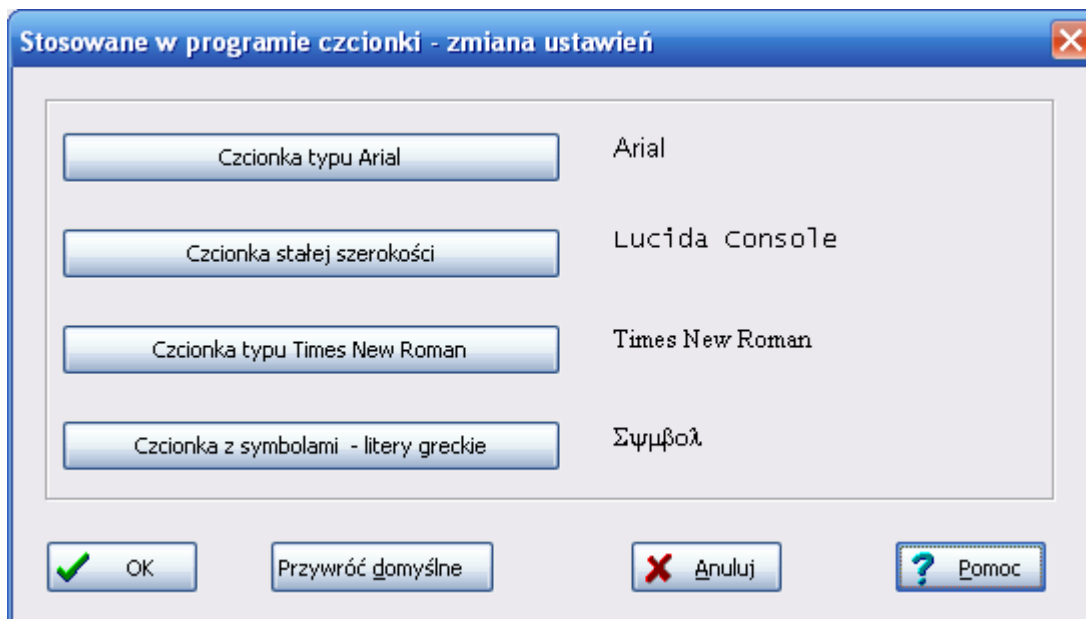 Stosowane w programie czcionki - zmiana ustawień
Czcionka typu Arial
Arial
Czcionka stałej szerokości
Lucida Console
Czcionka typu Times New Roman
Times New Roman
Czcionka z symbolami - litery greckie
Σψμβολ
OK
Przywróć domyślne
Anuluj
Pomoc